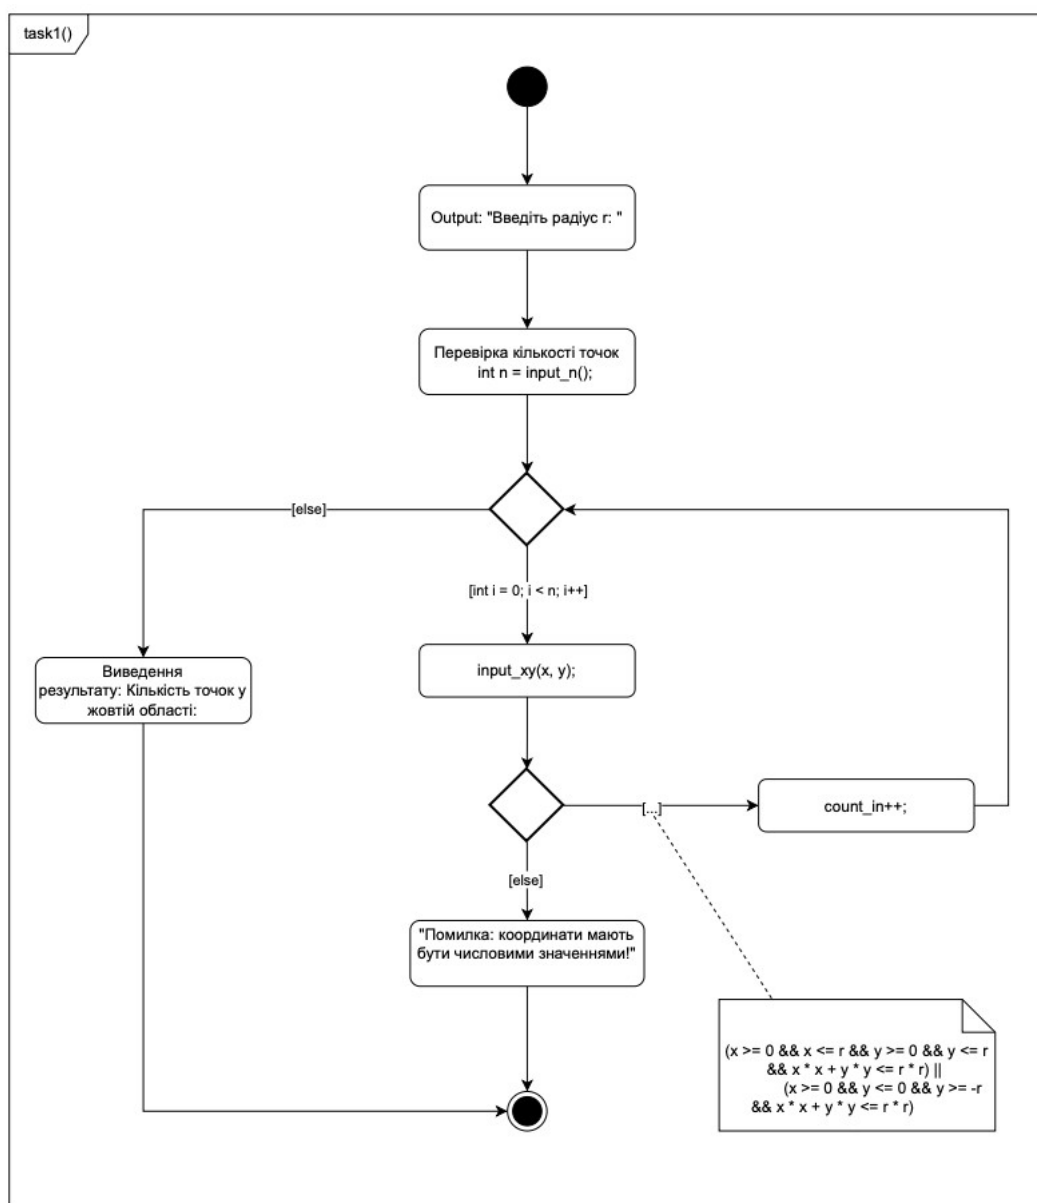 task1()
Output: "Введіть радіус r: "
Перевірка кількості точок
int n = input_n();
[else]
[int i = 0; i < n; i++]
Виведення
результату: Кількість точок у
жовтій області:
input_xy(x, y);
[...]
count_in++;
[else]
"Помилка: координати мають
бути числовими значеннями!"
(x >= 0 && x <= r && y >= 0 && y <= r
&& x * x + y * y <= r * r) ||
(x >= 0 && y <= 0 && y >= -r
&& x * x + y * y <= r * r)